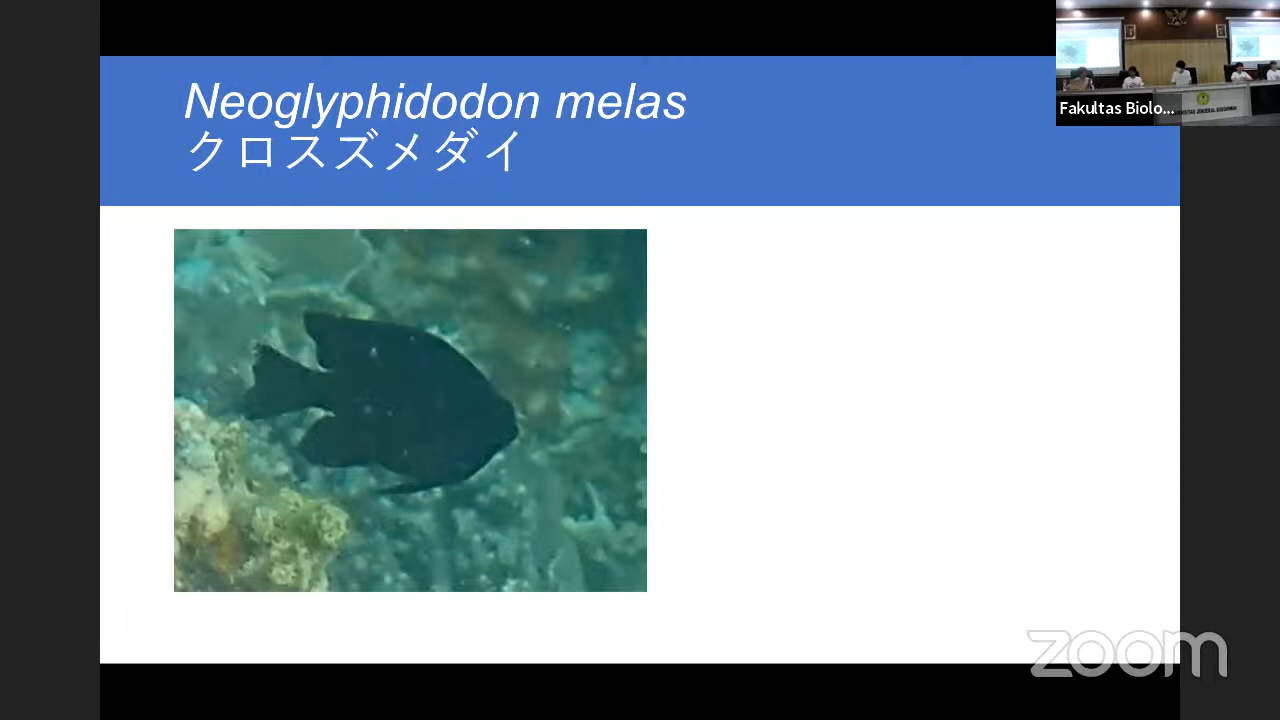 Neoglyphidodon melas
クロスズメダイ
Fakultas Biolo...
zoom